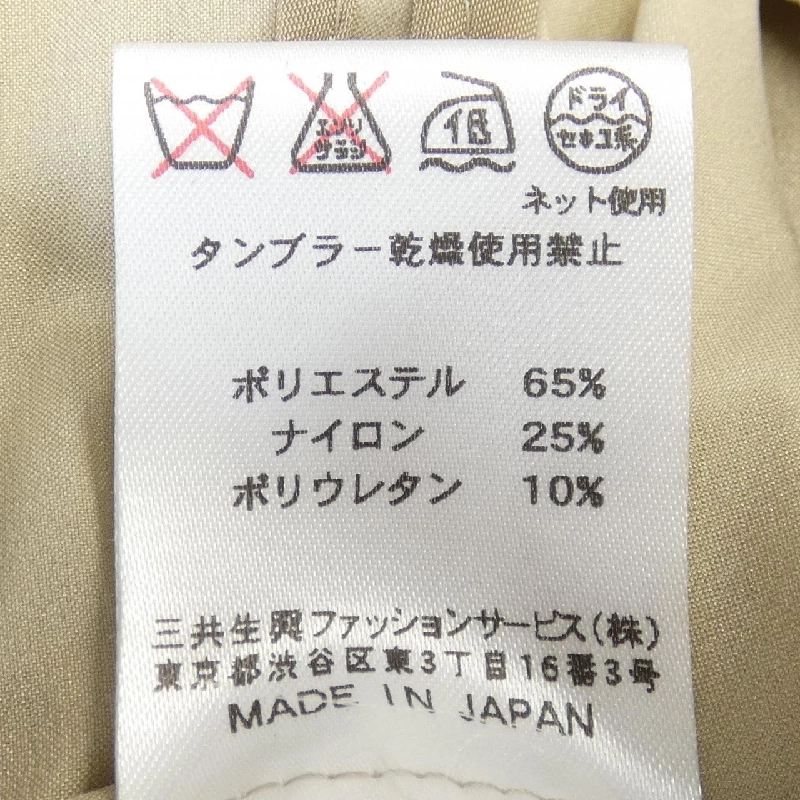 エンソ
サラシ
低
ドライ
セキユ系
ネット使用
タンブラー乾燥使用禁止
ポリエステル 65%
ナイロン 25%
ポリウレタン 10%
三共生興ファッションサービス(株)
東京都渋谷区東3丁目16番3号
MADE IN JAPAN